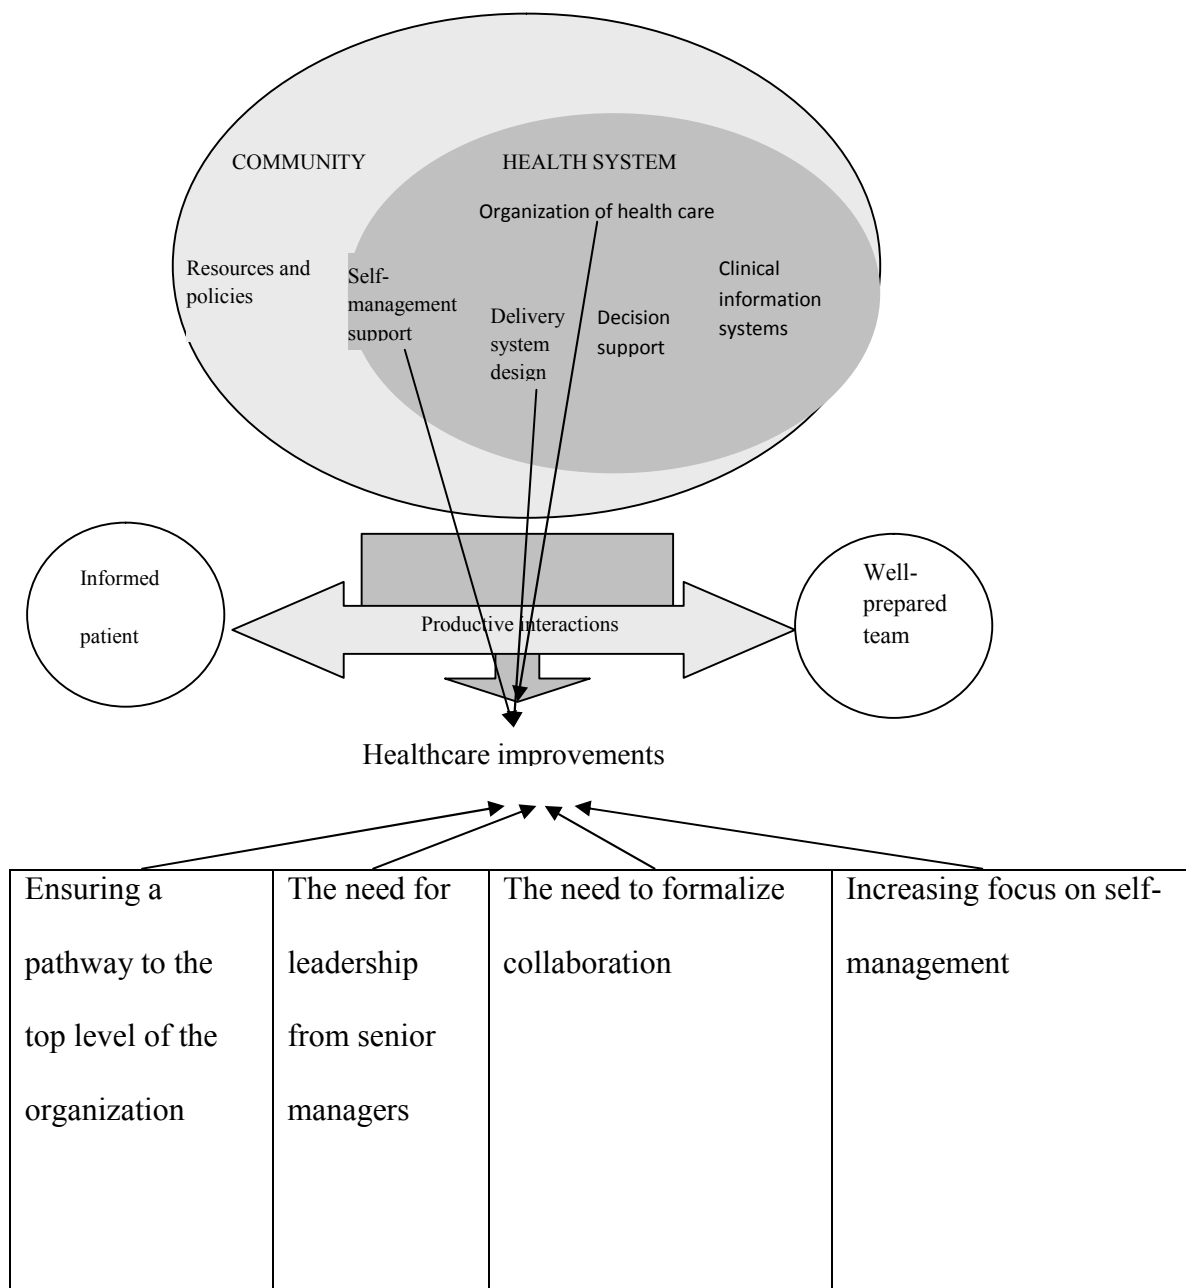 COMMUNITY
HEALTH SYSTEM
Organization of health care
Resources and
policies
Self-
management
support
Delivery
system
design
Decision
support
Clinical
information
systems
Informed
patient
Productive interactions
Well-
prepared
team
Healthcare improvements
Ensuring a
pathway to the
top level of the
organization
The need for
leadership
from senior
managers
The need to formalize
collaboration
Increasing focus on self-
management